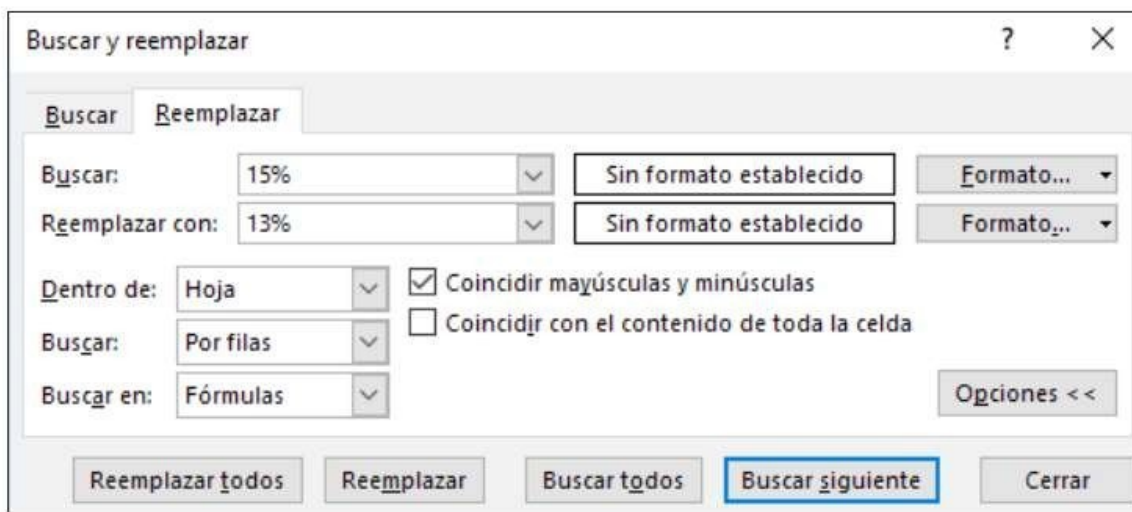 Buscar y reemplazar ?
Buscar Reemplazar
Buscar: 15% Sin formato establecido Formato...
Reemplazar con: 13% Sin formato establecido Formato...
Dentro de: Hoja Coincidir mayúsculas y minúsculas
Coincidir con el contenido de toda la celda
Buscar: Por filas
Buscar en: Fórmulas Opciones <<
Reemplazar todos Reemplazar Buscar todos Buscar siguiente Cerrar